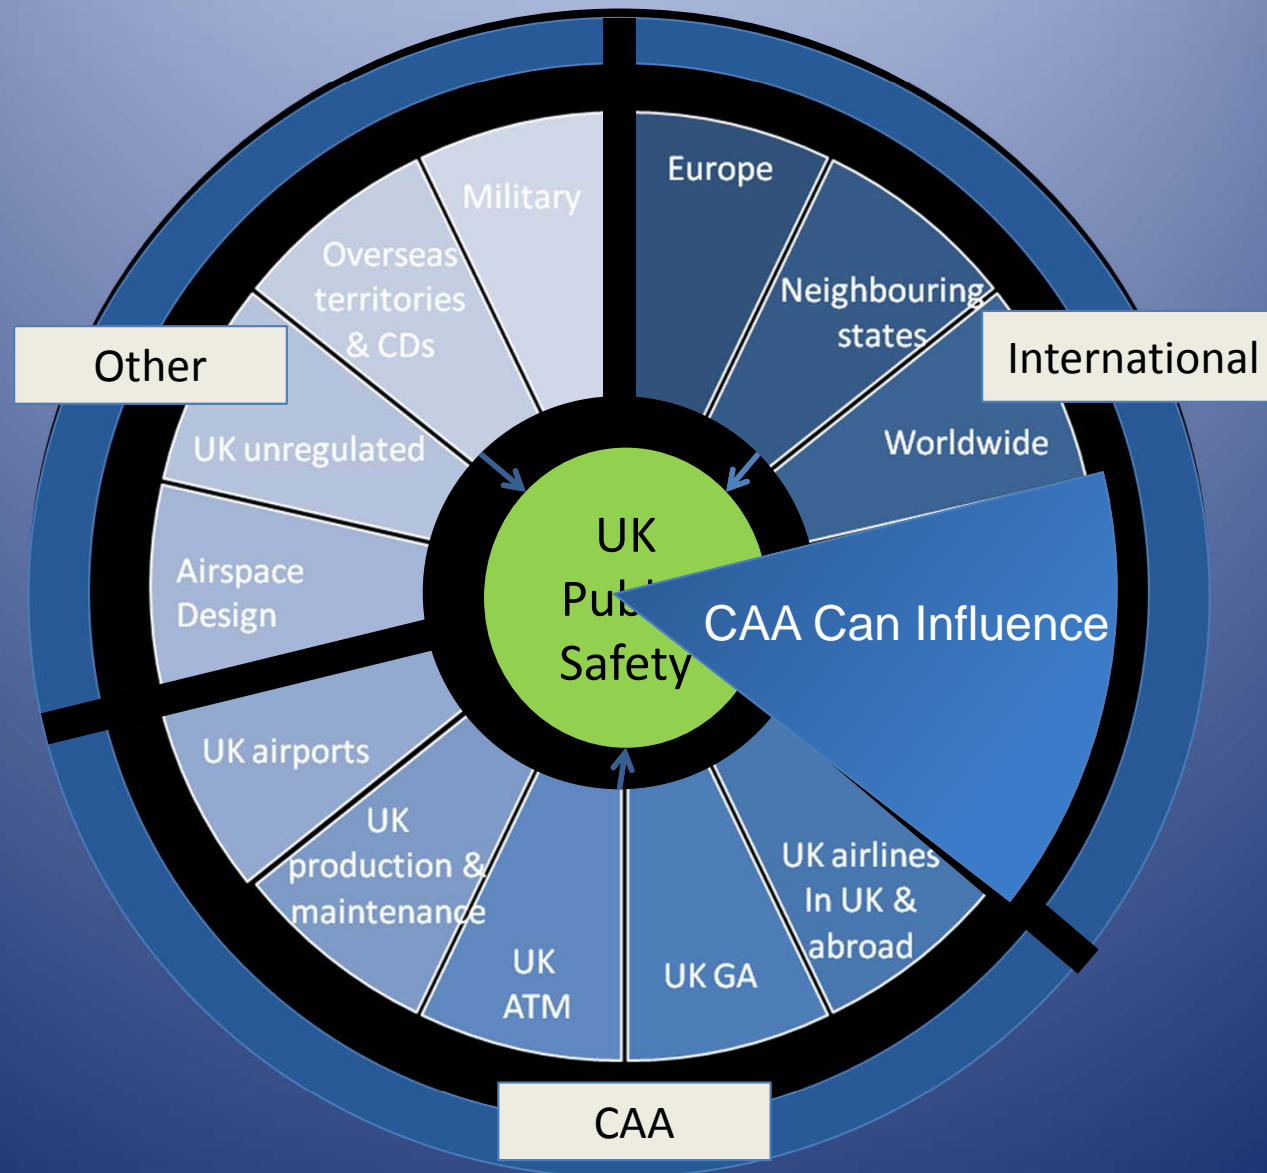 Military
Europe
Overseas
territories
& CDs
Neighbouring
states
Other
International
UK unregulated
Worldwide
Airspace
Design
UK
Safety
CAA Can Influence
UK airports
UK
production &
maintenance
UK
ATM
UK GA
UK airlines
In UK &
abroad
CAA